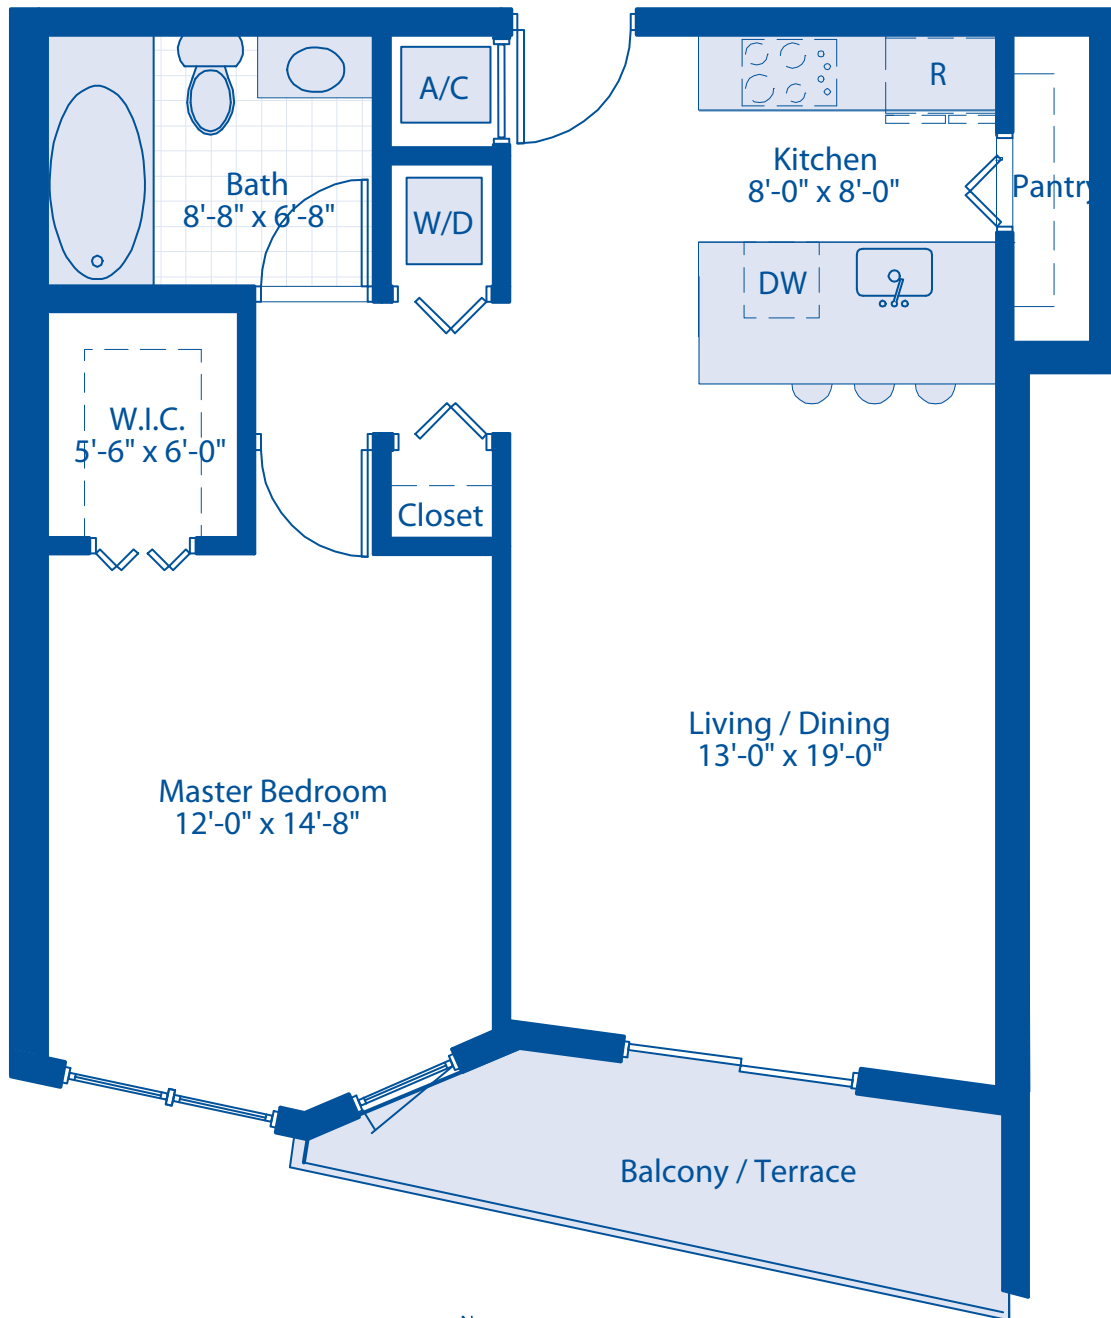 A/C
R
Kitchen
8'-0" x 8'-0"
Pantry
Bath
8'-8" x 6'-8"
W/D
DW
W.I.C.
5'-6" x 6'-0"
Closet
Living / Dining
13'-0" x 19'-0"
Master Bedroom
12'-0" x 14'-8"
Balcony / Terrace
N